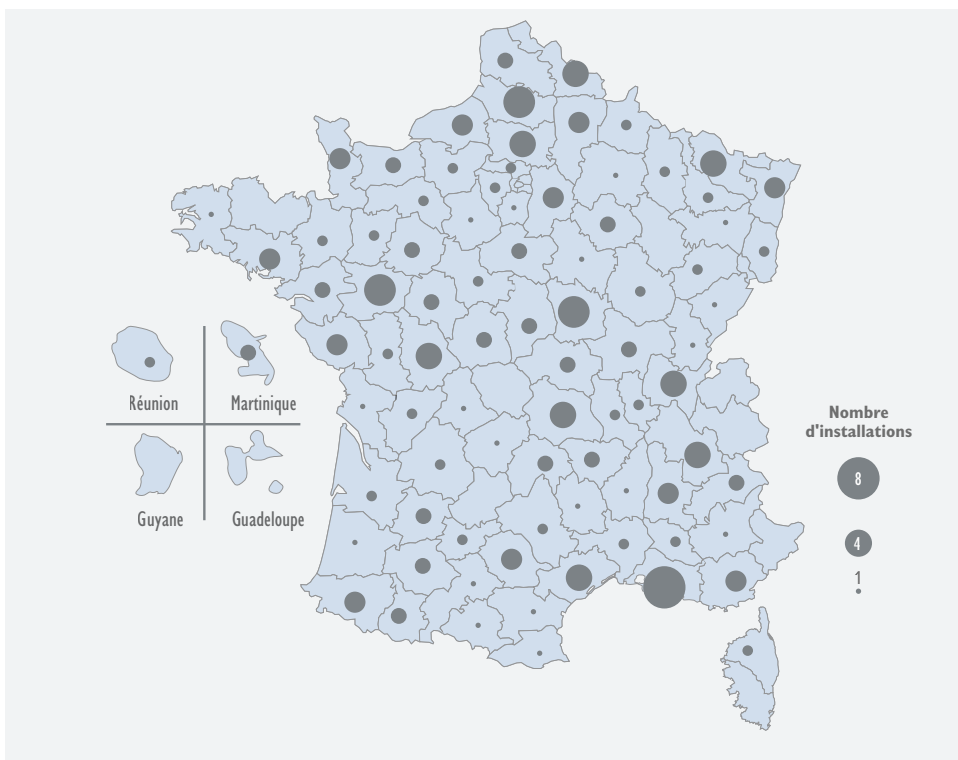 Réunion
Martinique
Guyane
Guadeloupe
Nombre
d'installations
8
4
1